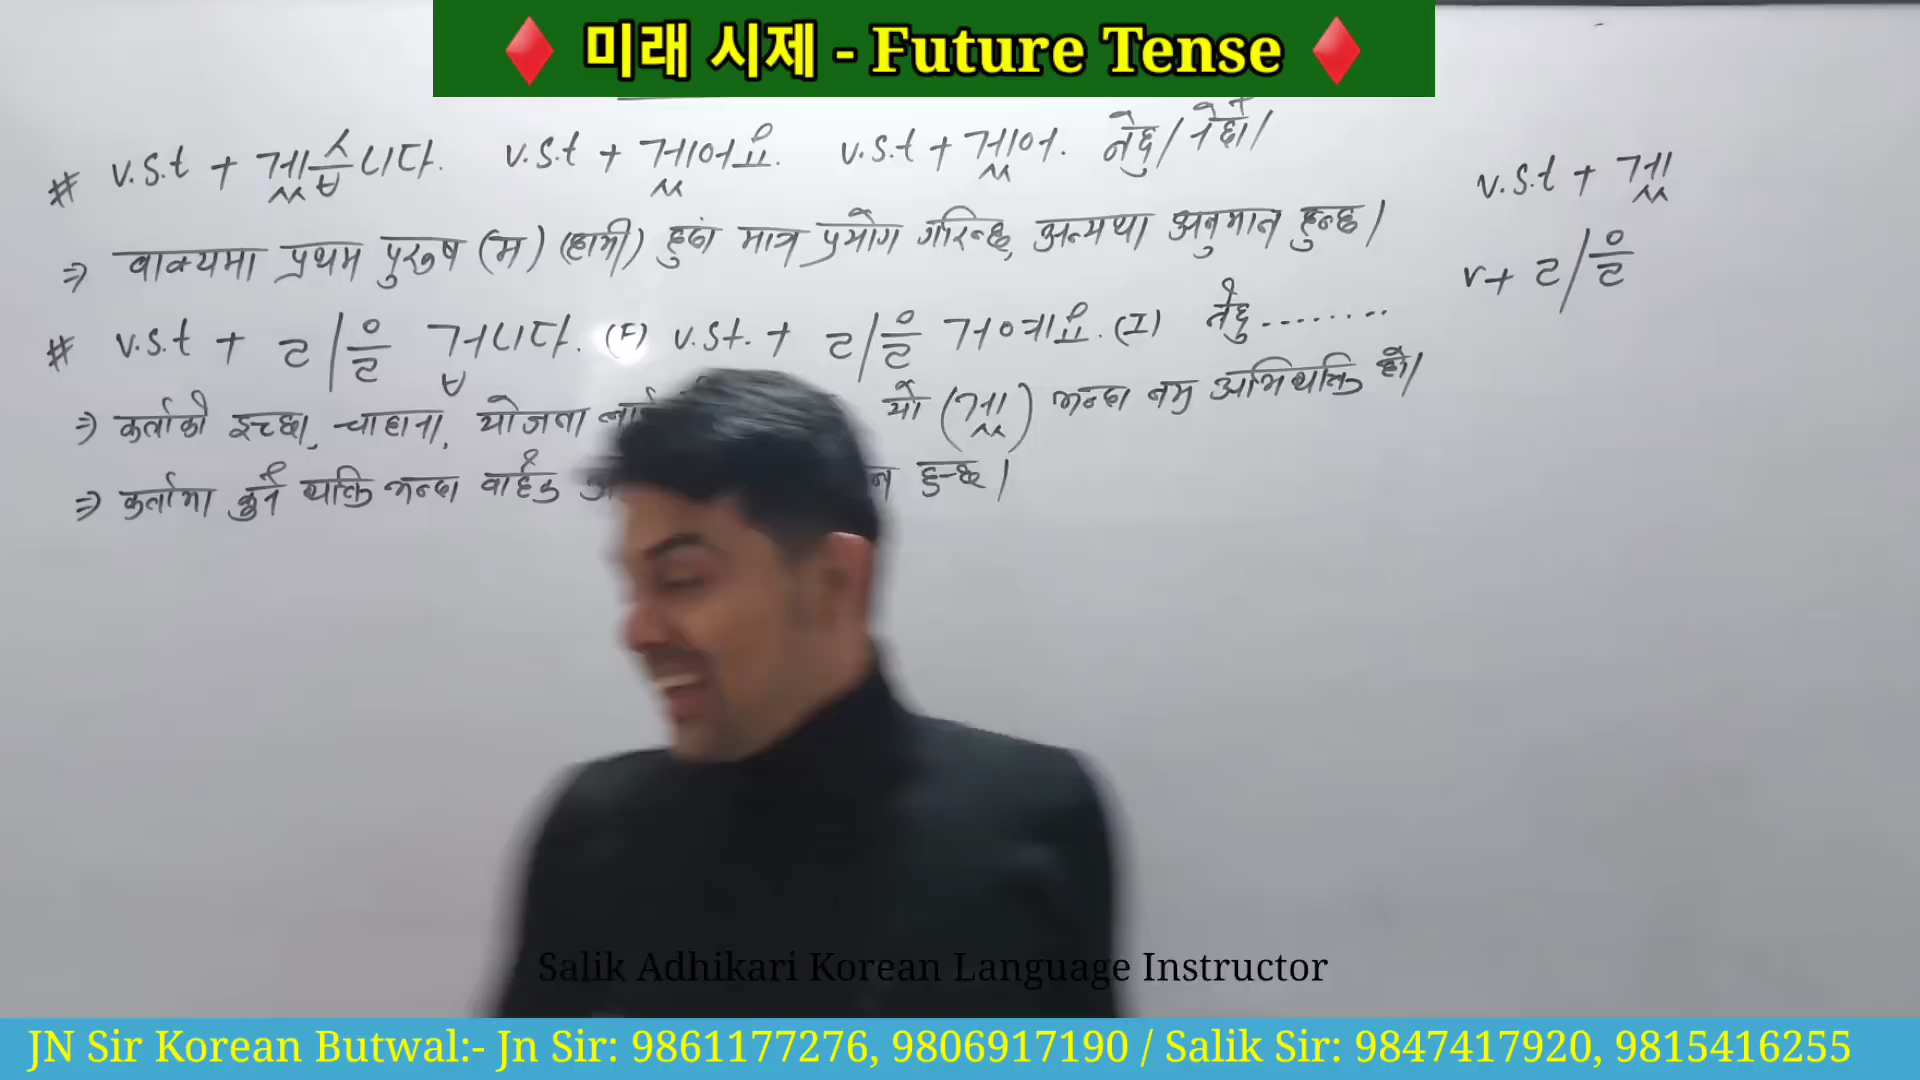 ♦ 미래 시제 - Future Tense ♦
# v.s.t + 겠습니다. v.s.t + 겠어요. v.s.t + 겠어. नेछु/नेछौं/
⇒ वाक्यमा प्रथम पुरुष (म) (हामी) हुदा मात्र प्रयोग गरिन्छ, अन्यथा अनुमान हुन्छ।
# v.s.t + ㄹ/을 겁니다. (F) v.st. + ㄹ/을 거예요. (I) नेछु........
⇒ कर्ताको इच्छा, चाहाना, योजना यो (겠) भन्दा नम्र अभिव्यक्ति हो।
⇒ कर्तामा कुनै व्यक्ति भन्दा बाहेक हुन्छ।
v.s.t + 겠
v+ ㄹ/을
Salik Adhikari Korean Language Instructor
JN Sir Korean Butwal:- Jn Sir: 9861177276, 9806917190 / Salik Sir: 9847417920, 9815416255